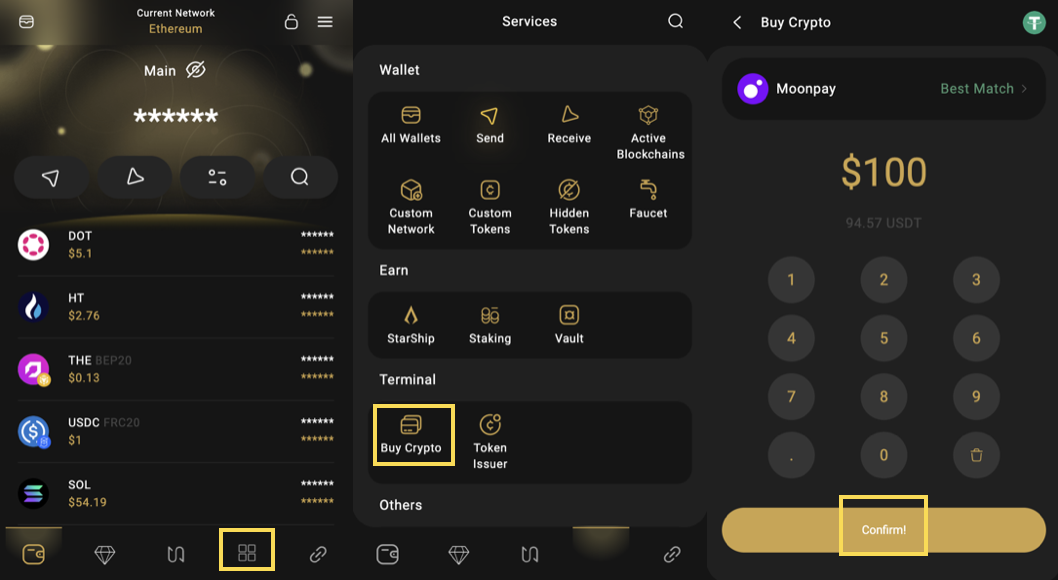 Current Network
Ethereum
Main
******
DOT ******
$5.1 ******
HT ******
$2.76 ******
THE BEP20 ******
$0.13 ******
USDC FRC20 ******
$1 ******
SOL ******
$54.19 ******
Services
Wallet
All Wallets
Send
Receive
Active
Blockchains
Custom
Network
Custom
Tokens
Hidden
Tokens
Faucet
Earn
StarShip
Staking
Vault
Terminal
Buy Crypto
Token
Issuer
Others
Buy Crypto
Moonpay Best Match
$100
94.57 USDT
1 2 3
4 5 6
7 8 9
. 0
Confirm!